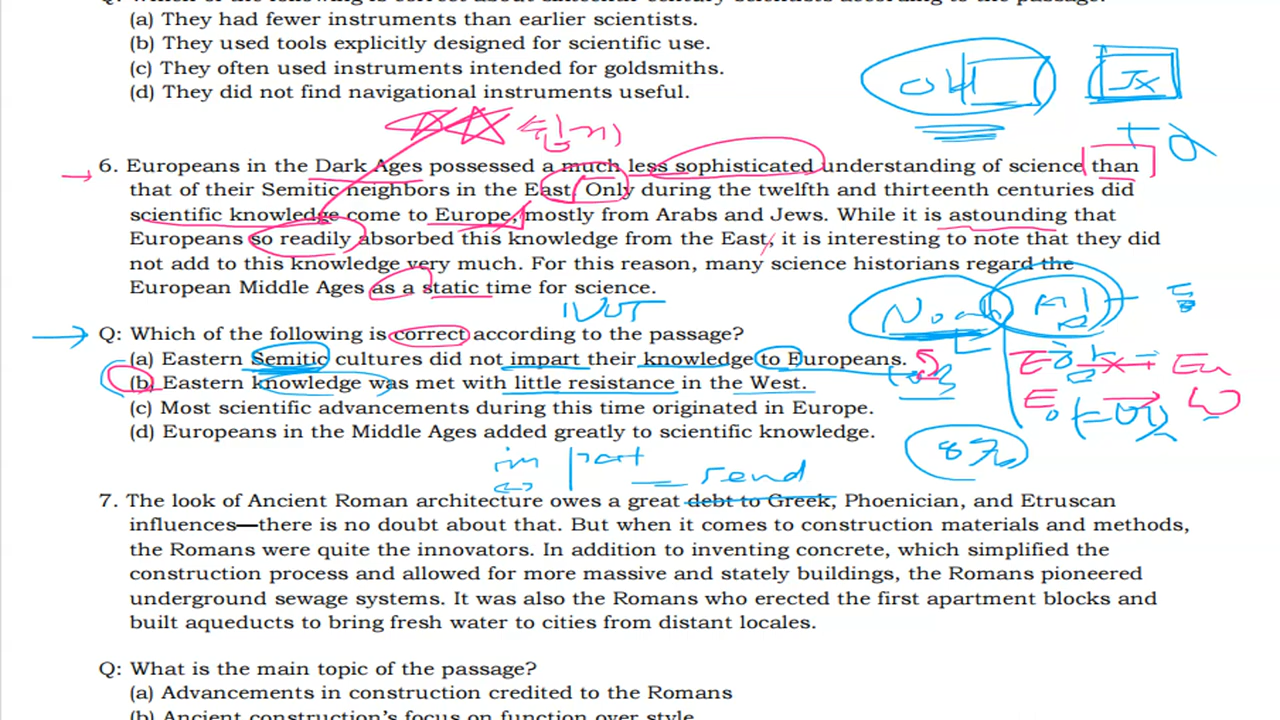 (a) They had fewer instruments than earlier scientists.
(b) They used tools explicitly designed for scientific use.
(c) They often used instruments intended for goldsmiths.
(d) They did not find navigational instruments useful.
쉽게
6. Europeans in the Dark Ages possessed a much less sophisticated understanding of science than
that of their Semitic neighbors in the East. Only during the twelfth and thirteenth centuries did
scientific knowledge come to Europe, mostly from Arabs and Jews. While it is astounding that
Europeans so readily absorbed this knowledge from the East, it is interesting to note that they did
not add to this knowledge very much. For this reason, many science historians regard the
European Middle Ages as a static time for science.
NOT
Q: Which of the following is correct according to the passage?
(a) Eastern Semitic cultures did not impart their knowledge to Europeans.
(b) Eastern knowledge was met with little resistance in the West.
(c) Most scientific advancements during this time originated in Europe.
(d) Europeans in the Middle Ages added greatly to scientific knowledge.
im part = send
7. The look of Ancient Roman architecture owes a great debt to Greek, Phoenician, and Etruscan
influences—there is no doubt about that. But when it comes to construction materials and methods,
the Romans were quite the innovators. In addition to inventing concrete, which simplified the
construction process and allowed for more massive and stately buildings, the Romans pioneered
underground sewage systems. It was also the Romans who erected the first apartment blocks and
built aqueducts to bring fresh water to cities from distant locales.
Q: What is the main topic of the passage?
(a) Advancements in construction credited to the Romans
(b) Ancient construction's focus on function over style